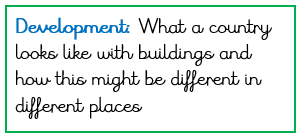 Development: What a country
looks like with buildings and
how this might be different in
different places